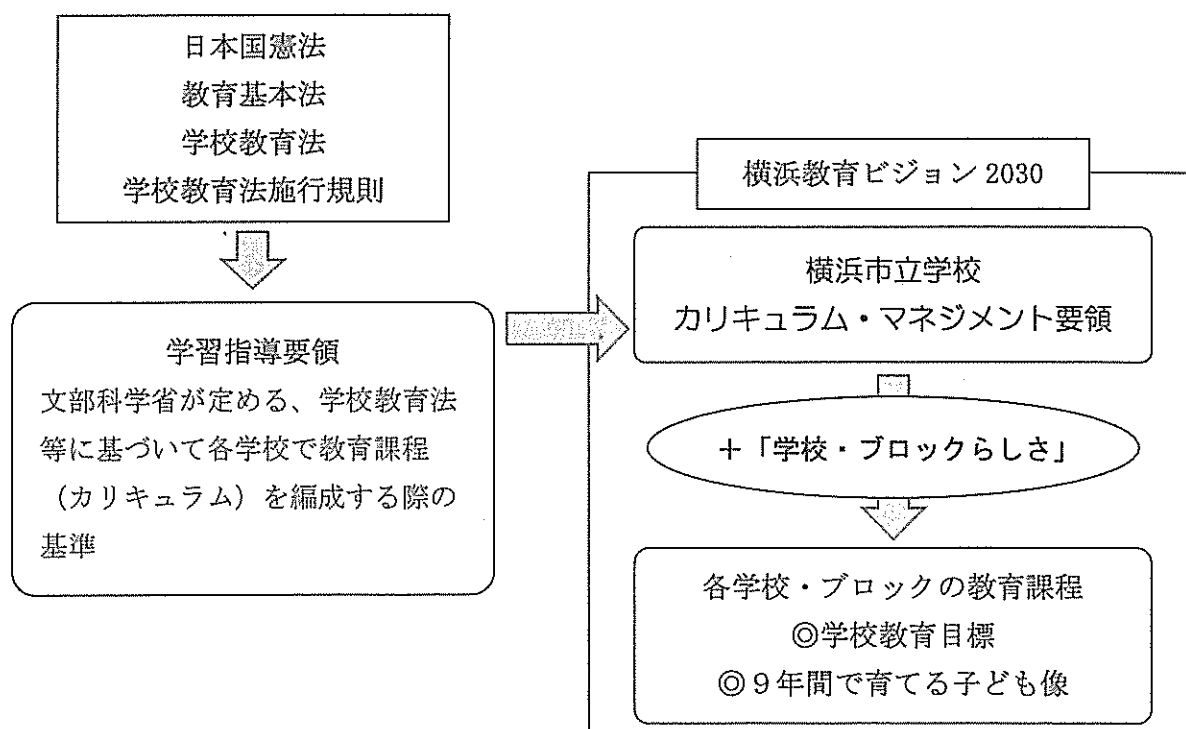 日本国憲法
教育基本法
学校教育法
学校教育法施行規則
学習指導要領
文部科学省が定める、学校教育法
等に基づいて各学校で教育課程
（カリキュラム）を編成する際の
基準
横浜教育ビジョン 2030
横浜市立学校
カリキュラム・マネジメント要領
＋「学校・ブロックらしさ」
各学校・ブロックの教育課程
◎学校教育目標
◎９年間で育てる子ども像